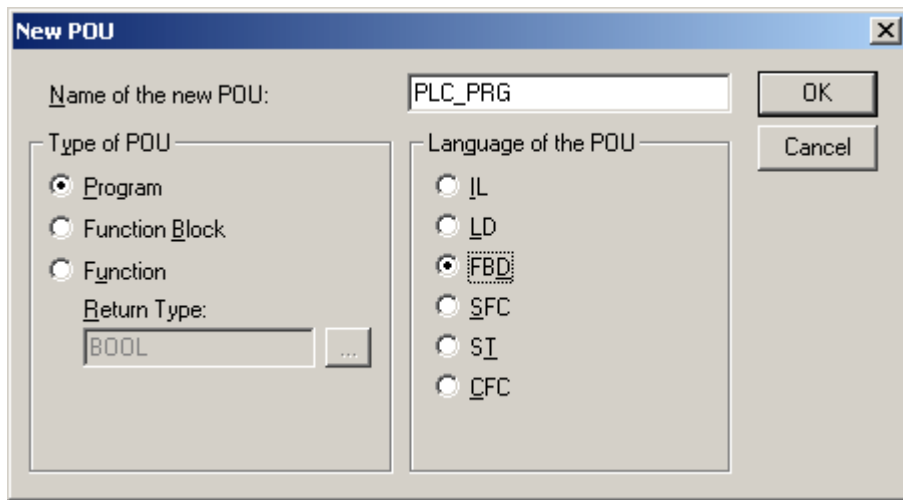 New POU
Name of the new POU:
PLC_PRG
OK
Cancel
Type of POU
Program
Function Block
Function
Return Type:
BOOL
...
Language of the POU
IL
LD
FBD
SFC
ST
CFC